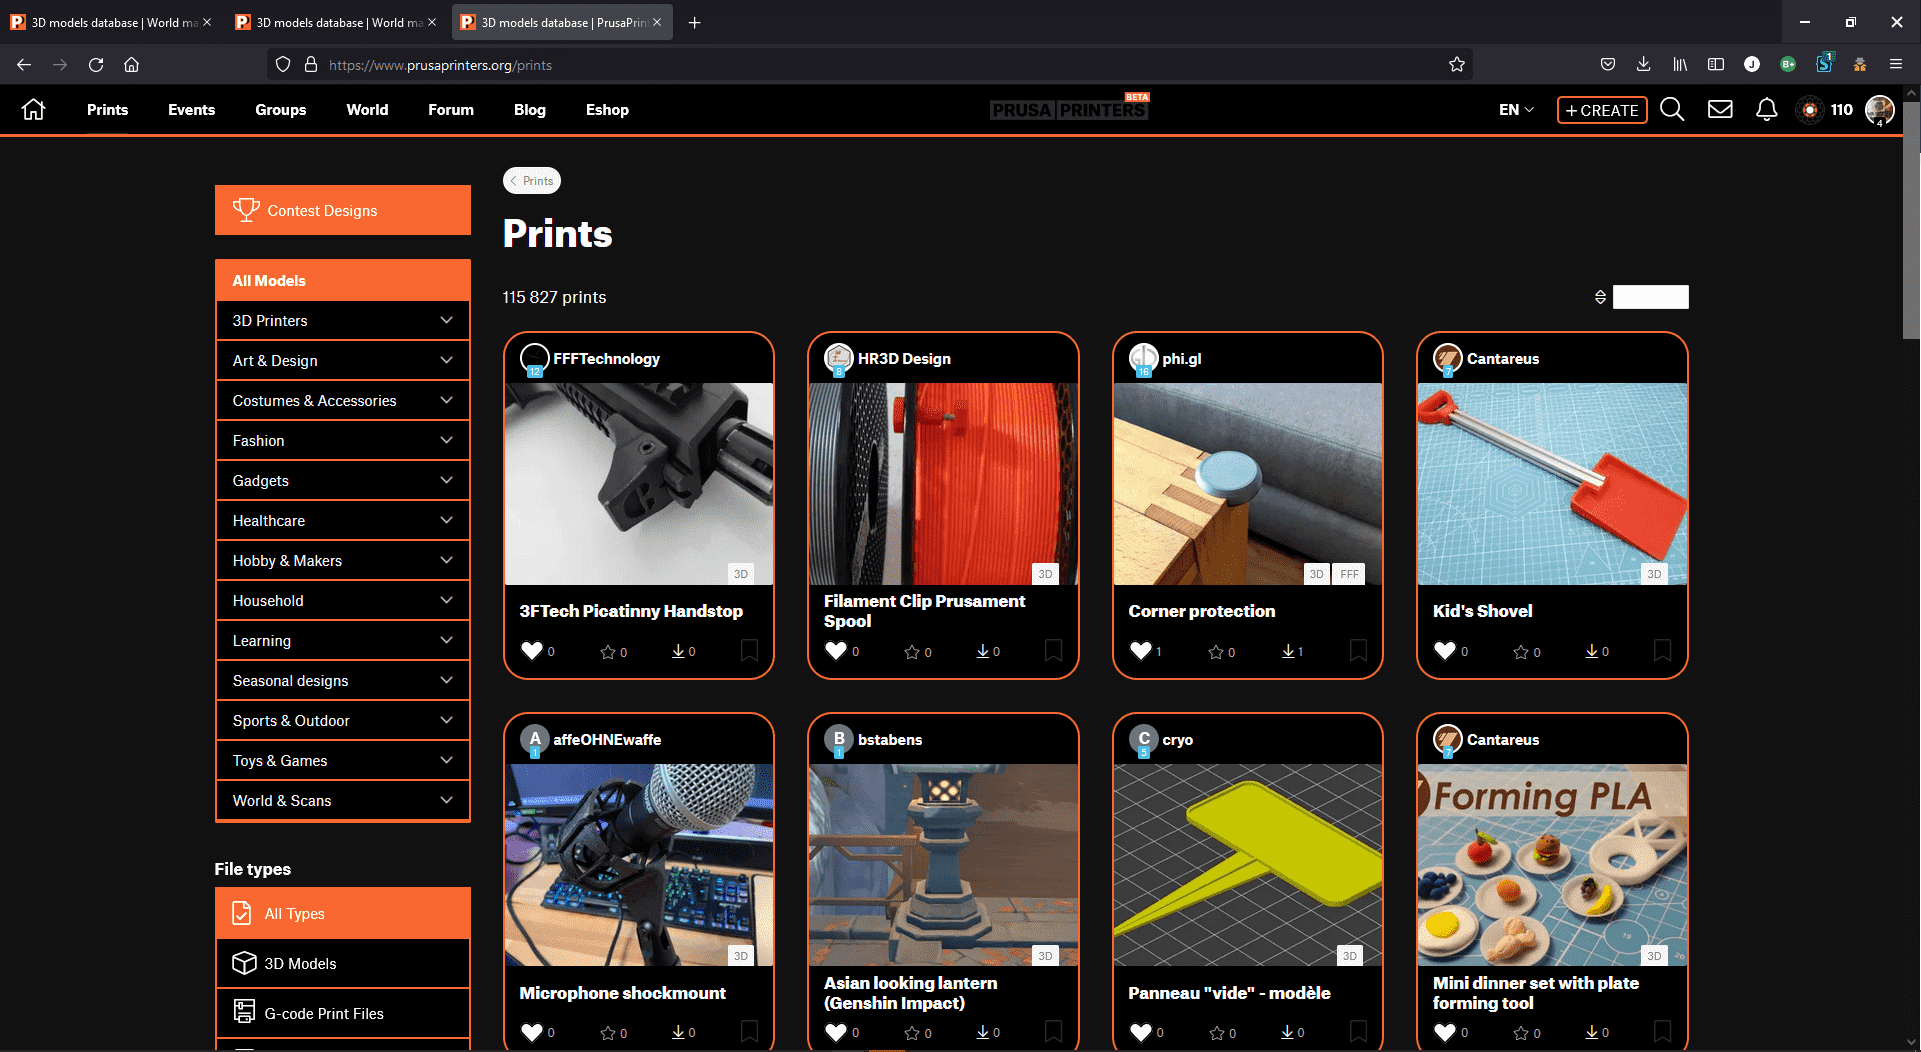 3D models database | World ma
3D models database | World ma
3D models database | PrusaPrin
https://www.prusaprinters.org/prints
Prints
Events
Groups
World
Forum
Blog
Eshop
PRUSA PRINTERS
BETA
EN
+ CREATE
110
4
Prints
Prints
115 827 prints
Contest Designs
All Models
3D Printers
Art & Design
Costumes & Accessories
Fashion
Gadgets
Healthcare
Hobby & Makers
Household
Learning
Seasonal designs
Sports & Outdoor
Toys & Games
World & Scans
File types
All Types
3D Models
G-code Print Files
12
FFFTechnology
3D
3FTech Picatinny Handstop
0
0
0
8
HR3D Design
3D
Filament Clip Prusament
Spool
0
0
0
16
phi.gl
3D
FFF
Corner protection
1
0
1
7
Cantareus
3D
Kid's Shovel
0
0
0
A
1
affeOHNEwaffe
3D
Microphone shockmount
0
0
0
B
1
bstabens
3D
Asian looking lantern
(Genshin Impact)
0
0
0
C
5
cryo
3D
Panneau "vide" - modèle
0
0
0
7
Cantareus
Forming PLA
3D
Mini dinner set with plate
forming tool
0
0
0